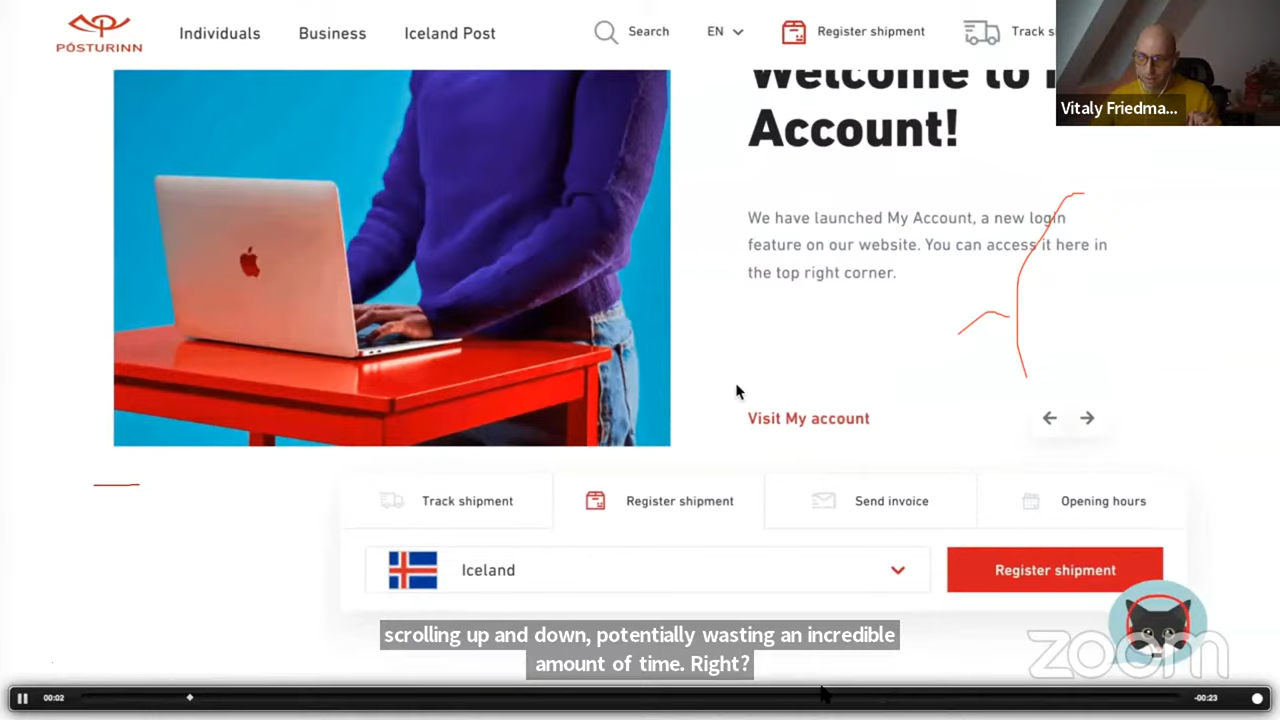 PÓSTURINN
Individuals
Business
Iceland Post
Search
EN
Register shipment
Track s
Welcome to
Account!
Vitaly Friedma...
We have launched My Account, a new login
feature on our website. You can access it here in
the top right corner.
Visit My account
Track shipment
Register shipment
Send invoice
Opening hours
Iceland
Register shipment
scrolling up and down, potentially wasting an incredible
amount of time. Right?
zoom
00:02
-00:23